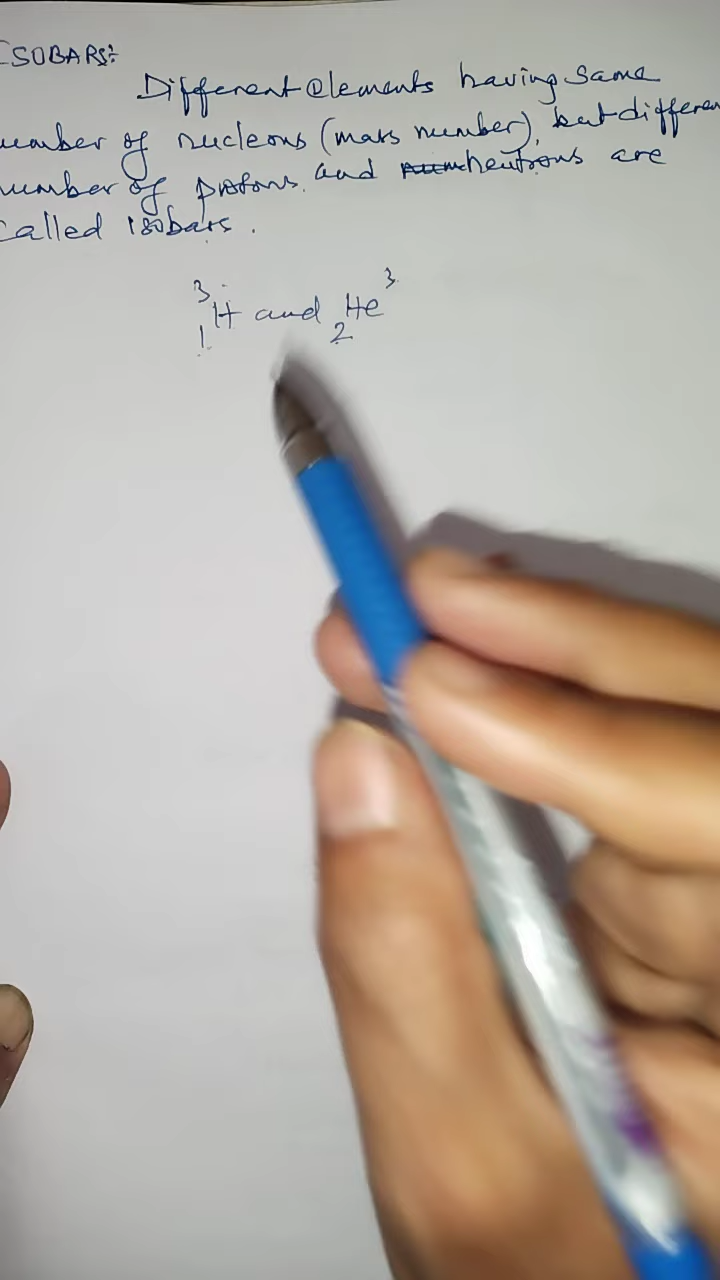 ISOBARS:
Different elements having same
number of nucleons (mass number), but different
number of protons and neutrons are
called isobars.
³₁H and ₂He³